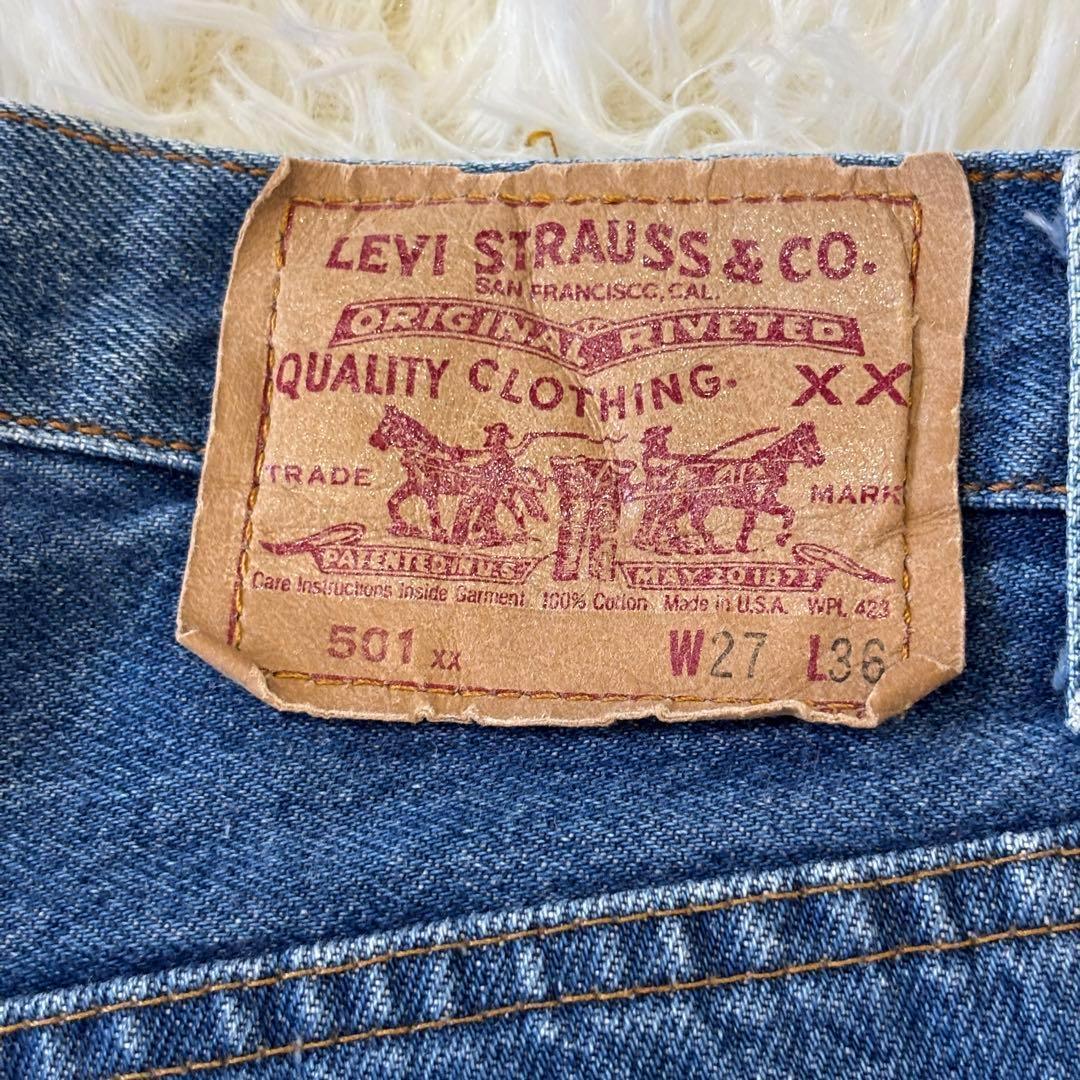 LEVI STRAUSS & CO.
SAN FRANCISCO, CAL.
ORIGINAL RIVETED
QUALITY CLOTHING. XX
TRADE MARK
PATENTED IN U.S. MAY 20 1873
Care Instructions Inside Garment 100% Cotton Made in U.S.A. WPL 423
501 XX W27 L36